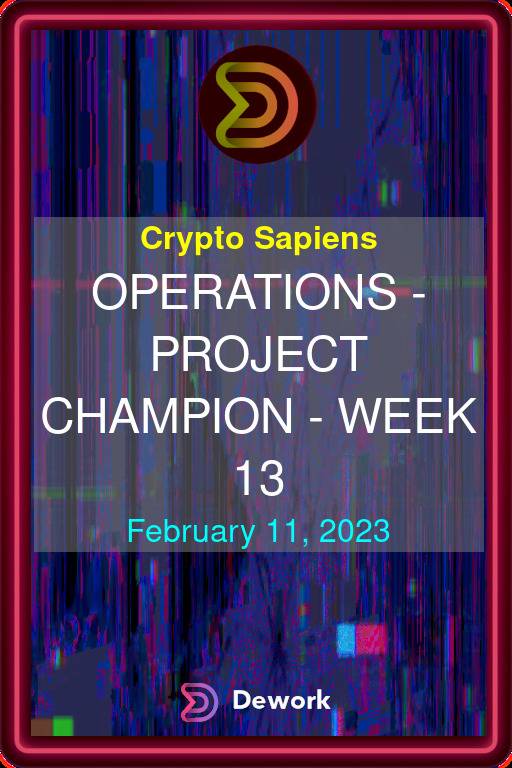 Crypto Sapiens
OPERATIONS -
PROJECT
CHAMPION - WEEK
13
February 11, 2023
Dework